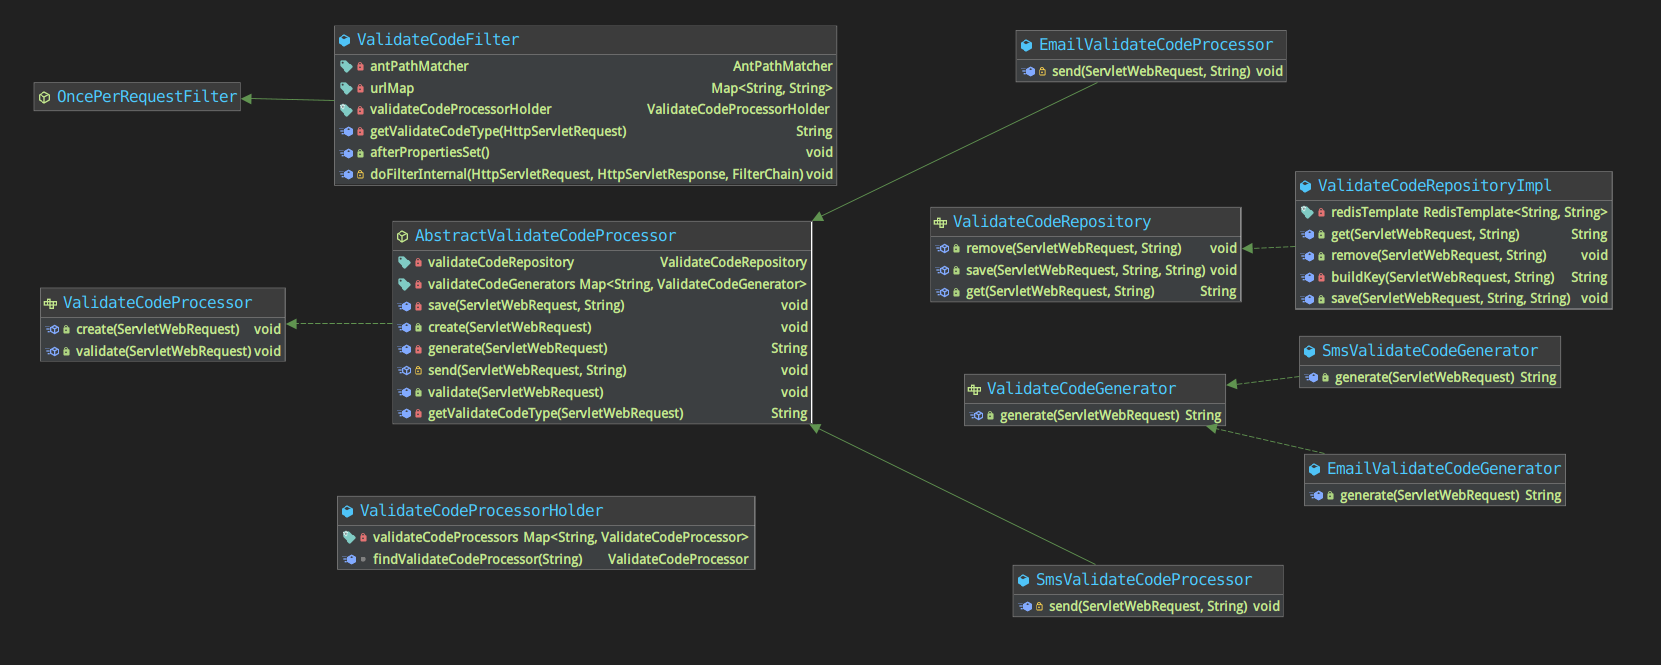 OncePerRequestFilter
ValidateCodeFilter
antPathMatcher AntPathMatcher
urlMap Map<String, String>
validateCodeProcessorHolder ValidateCodeProcessorHolder
getValidateCodeType(HttpServletRequest) String
afterPropertiesSet() void
doFilterInternal(HttpServletRequest, HttpServletResponse, FilterChain) void
EmailValidateCodeProcessor
send(ServletWebRequest, String) void
ValidateCodeProcessor
create(ServletWebRequest) void
validate(ServletWebRequest) void
AbstractValidateCodeProcessor
validateCodeRepository ValidateCodeRepository
validateCodeGenerators Map<String, ValidateCodeGenerator>
save(ServletWebRequest, String) void
create(ServletWebRequest) void
generate(ServletWebRequest) String
send(ServletWebRequest, String) void
validate(ServletWebRequest) void
getValidateCodeType(ServletWebRequest) String
ValidateCodeRepository
remove(ServletWebRequest, String) void
save(ServletWebRequest, String, String) void
get(ServletWebRequest, String) String
ValidateCodeRepositoryImpl
redisTemplate RedisTemplate<String, String>
get(ServletWebRequest, String) String
remove(ServletWebRequest, String) void
buildKey(ServletWebRequest, String) String
save(ServletWebRequest, String, String) void
ValidateCodeGenerator
generate(ServletWebRequest) String
SmsValidateCodeGenerator
generate(ServletWebRequest) String
EmailValidateCodeGenerator
generate(ServletWebRequest) String
ValidateCodeProcessorHolder
validateCodeProcessors Map<String, ValidateCodeProcessor>
findValidateCodeProcessor(String) ValidateCodeProcessor
SmsValidateCodeProcessor
send(ServletWebRequest, String) void